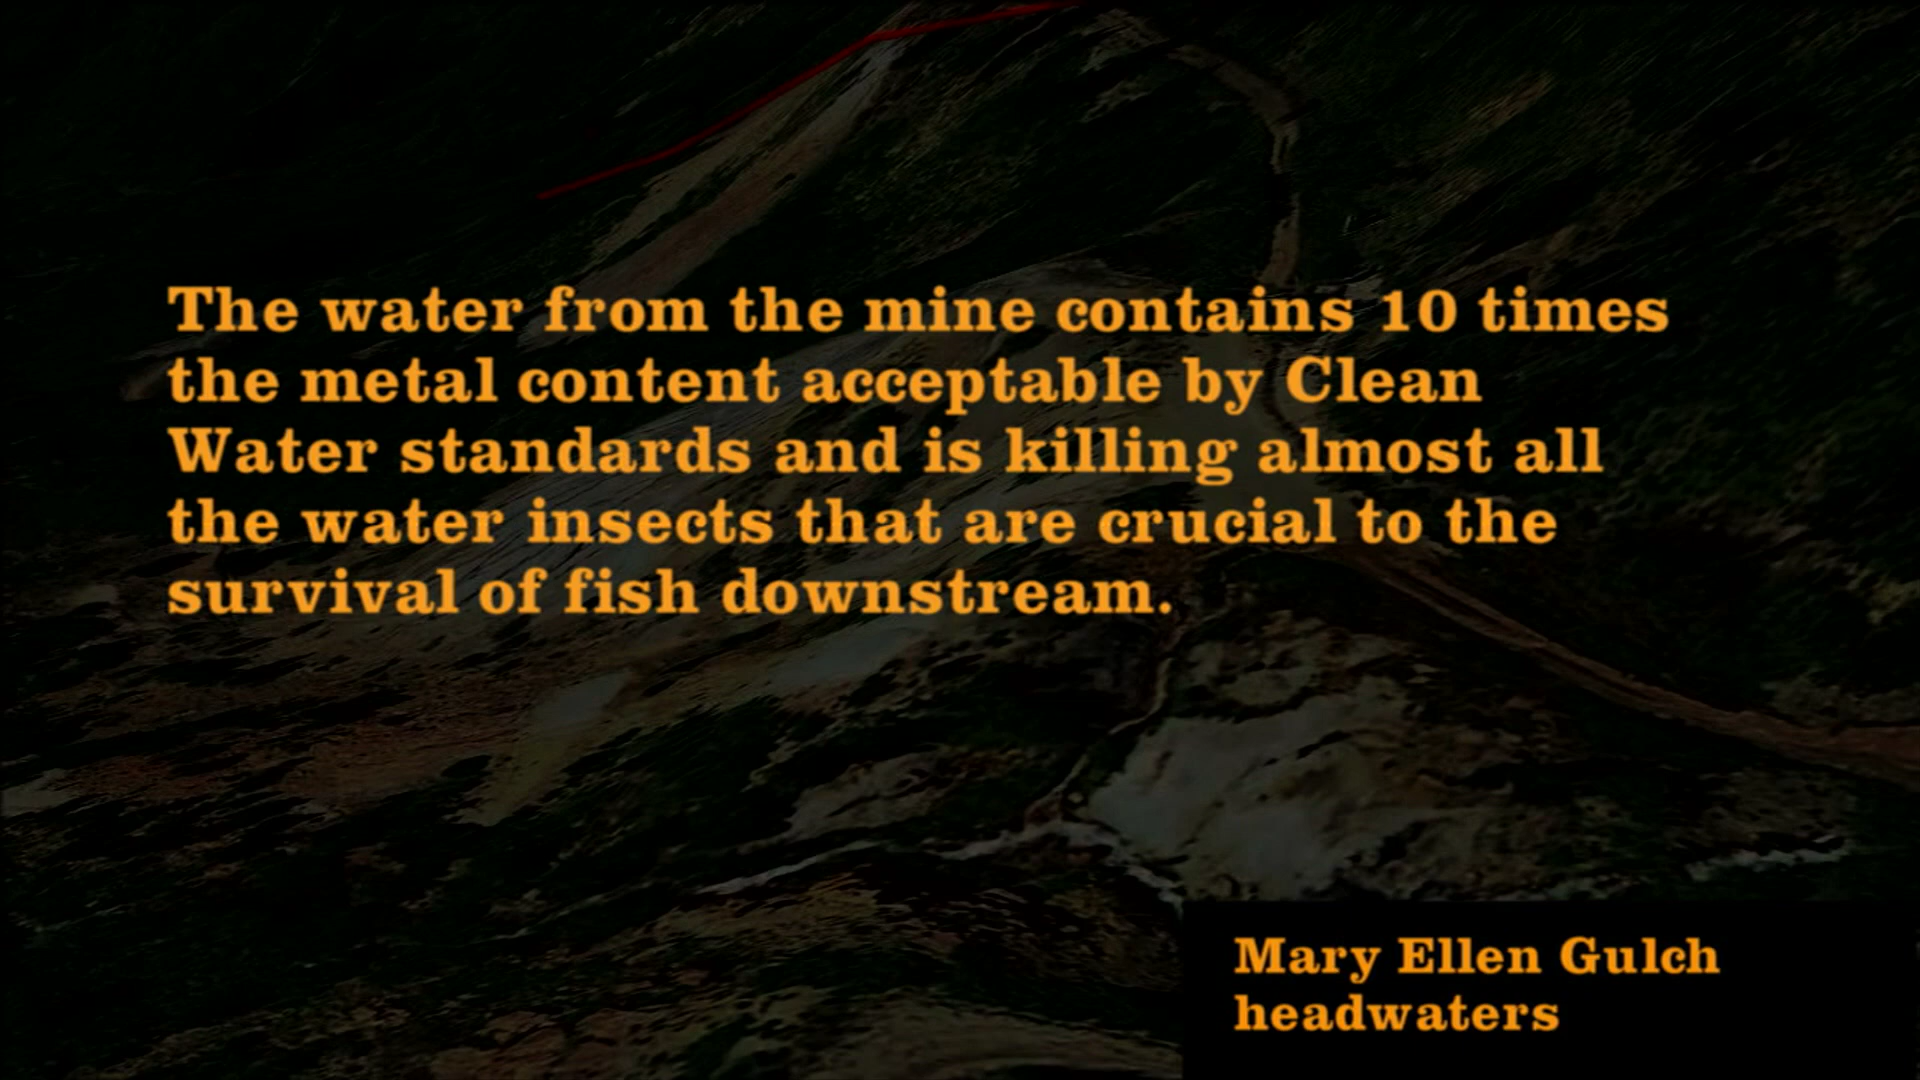 The water from the mine contains 10 times
the metal content acceptable by Clean
Water standards and is killing almost all
the water insects that are crucial to the
survival of fish downstream.
Mary Ellen Gulch
headwaters